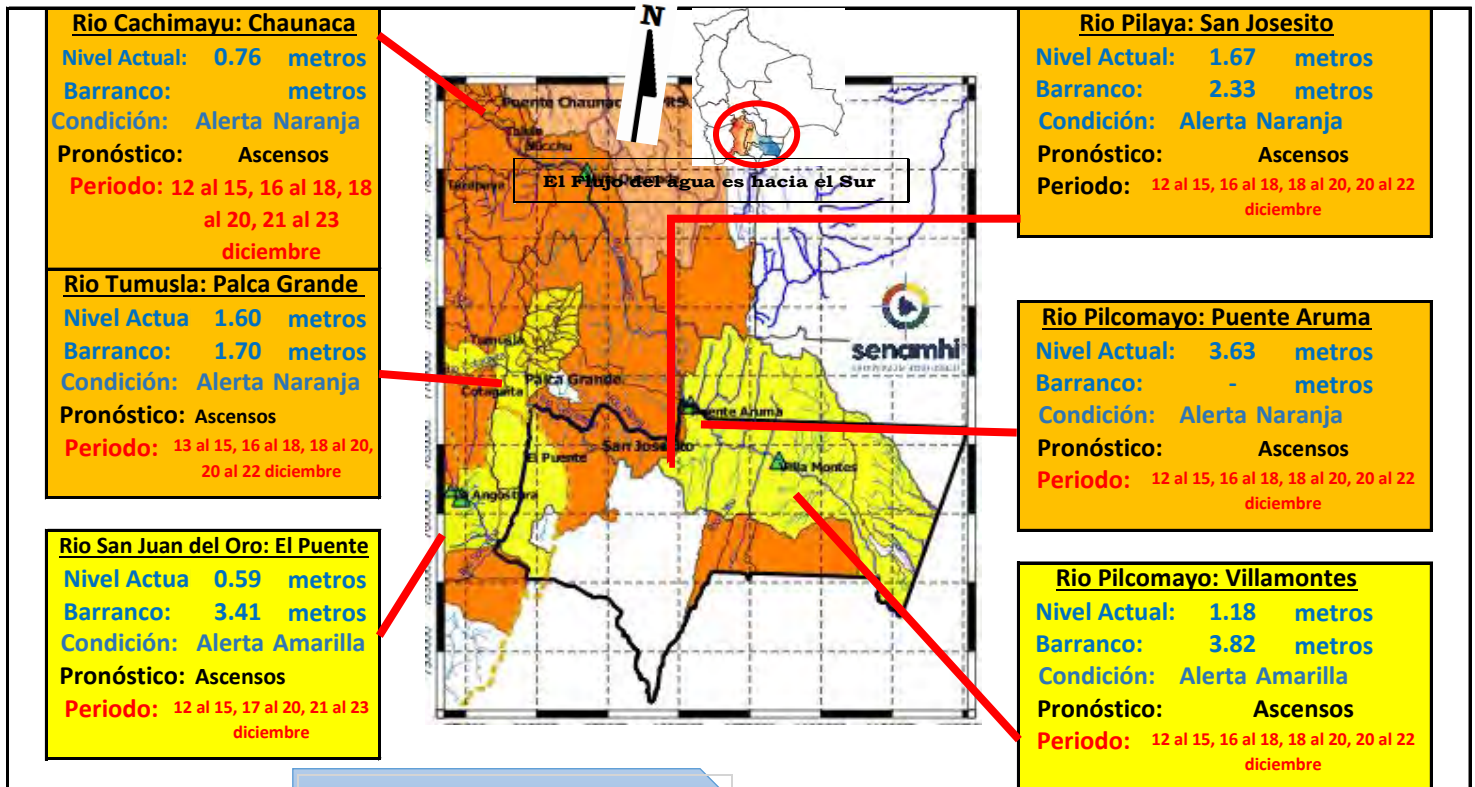 Rio Cachimayu: Chaunaca
Nivel Actual: 0.76 metros
Barranco: metros
Condición: Alerta Naranja
Pronóstico: Ascensos
Periodo: 12 al 15, 16 al 18, 18
al 20, 21 al 23
diciembre
Rio Tumusla: Palca Grande
Nivel Actua 1.60 metros
Barranco: 1.70 metros
Condición: Alerta Naranja
Pronóstico: Ascensos
Periodo: 13 al 15, 16 al 18, 18 al 20,
20 al 22 diciembre
Rio San Juan del Oro: El Puente
Nivel Actua 0.59 metros
Barranco: 3.41 metros
Condición: Alerta Amarilla
Pronóstico: Ascensos
Periodo: 12 al 15, 17 al 20, 21 al 23
diciembre
N
Puente Chaunac
El Flujo del agua es hacia el Sur
senamhi
Tumusla
Palca Grande
Cotagaita
San Jos
El Puente
Angostura
Villa Montes
Rio Pilaya: San Josesito
Nivel Actual: 1.67 metros
Barranco: 2.33 metros
Condición: Alerta Naranja
Pronóstico: Ascensos
Periodo: 12 al 15, 16 al 18, 18 al 20, 20 al 22
diciembre
Rio Pilcomayo: Puente Aruma
Nivel Actual: 3.63 metros
Barranco: - metros
Condición: Alerta Naranja
Pronóstico: Ascensos
Periodo: 12 al 15, 16 al 18, 18 al 20, 20 al 22
diciembre
Rio Pilcomayo: Villamontes
Nivel Actual: 1.18 metros
Barranco: 3.82 metros
Condición: Alerta Amarilla
Pronóstico: Ascensos
Periodo: 12 al 15, 16 al 18, 18 al 20, 20 al 22
diciembre